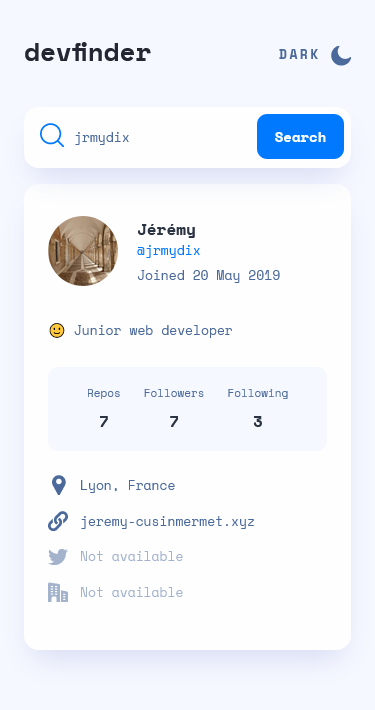 devfinder
DARK
jrmydix
Search
Jérémy
@jrmydix
Joined 20 May 2019
🙂 Junior web developer
Repos Followers Following
7 7 3
Lyon, France
jeremy-cusinmermet.xyz
Not available
Not available